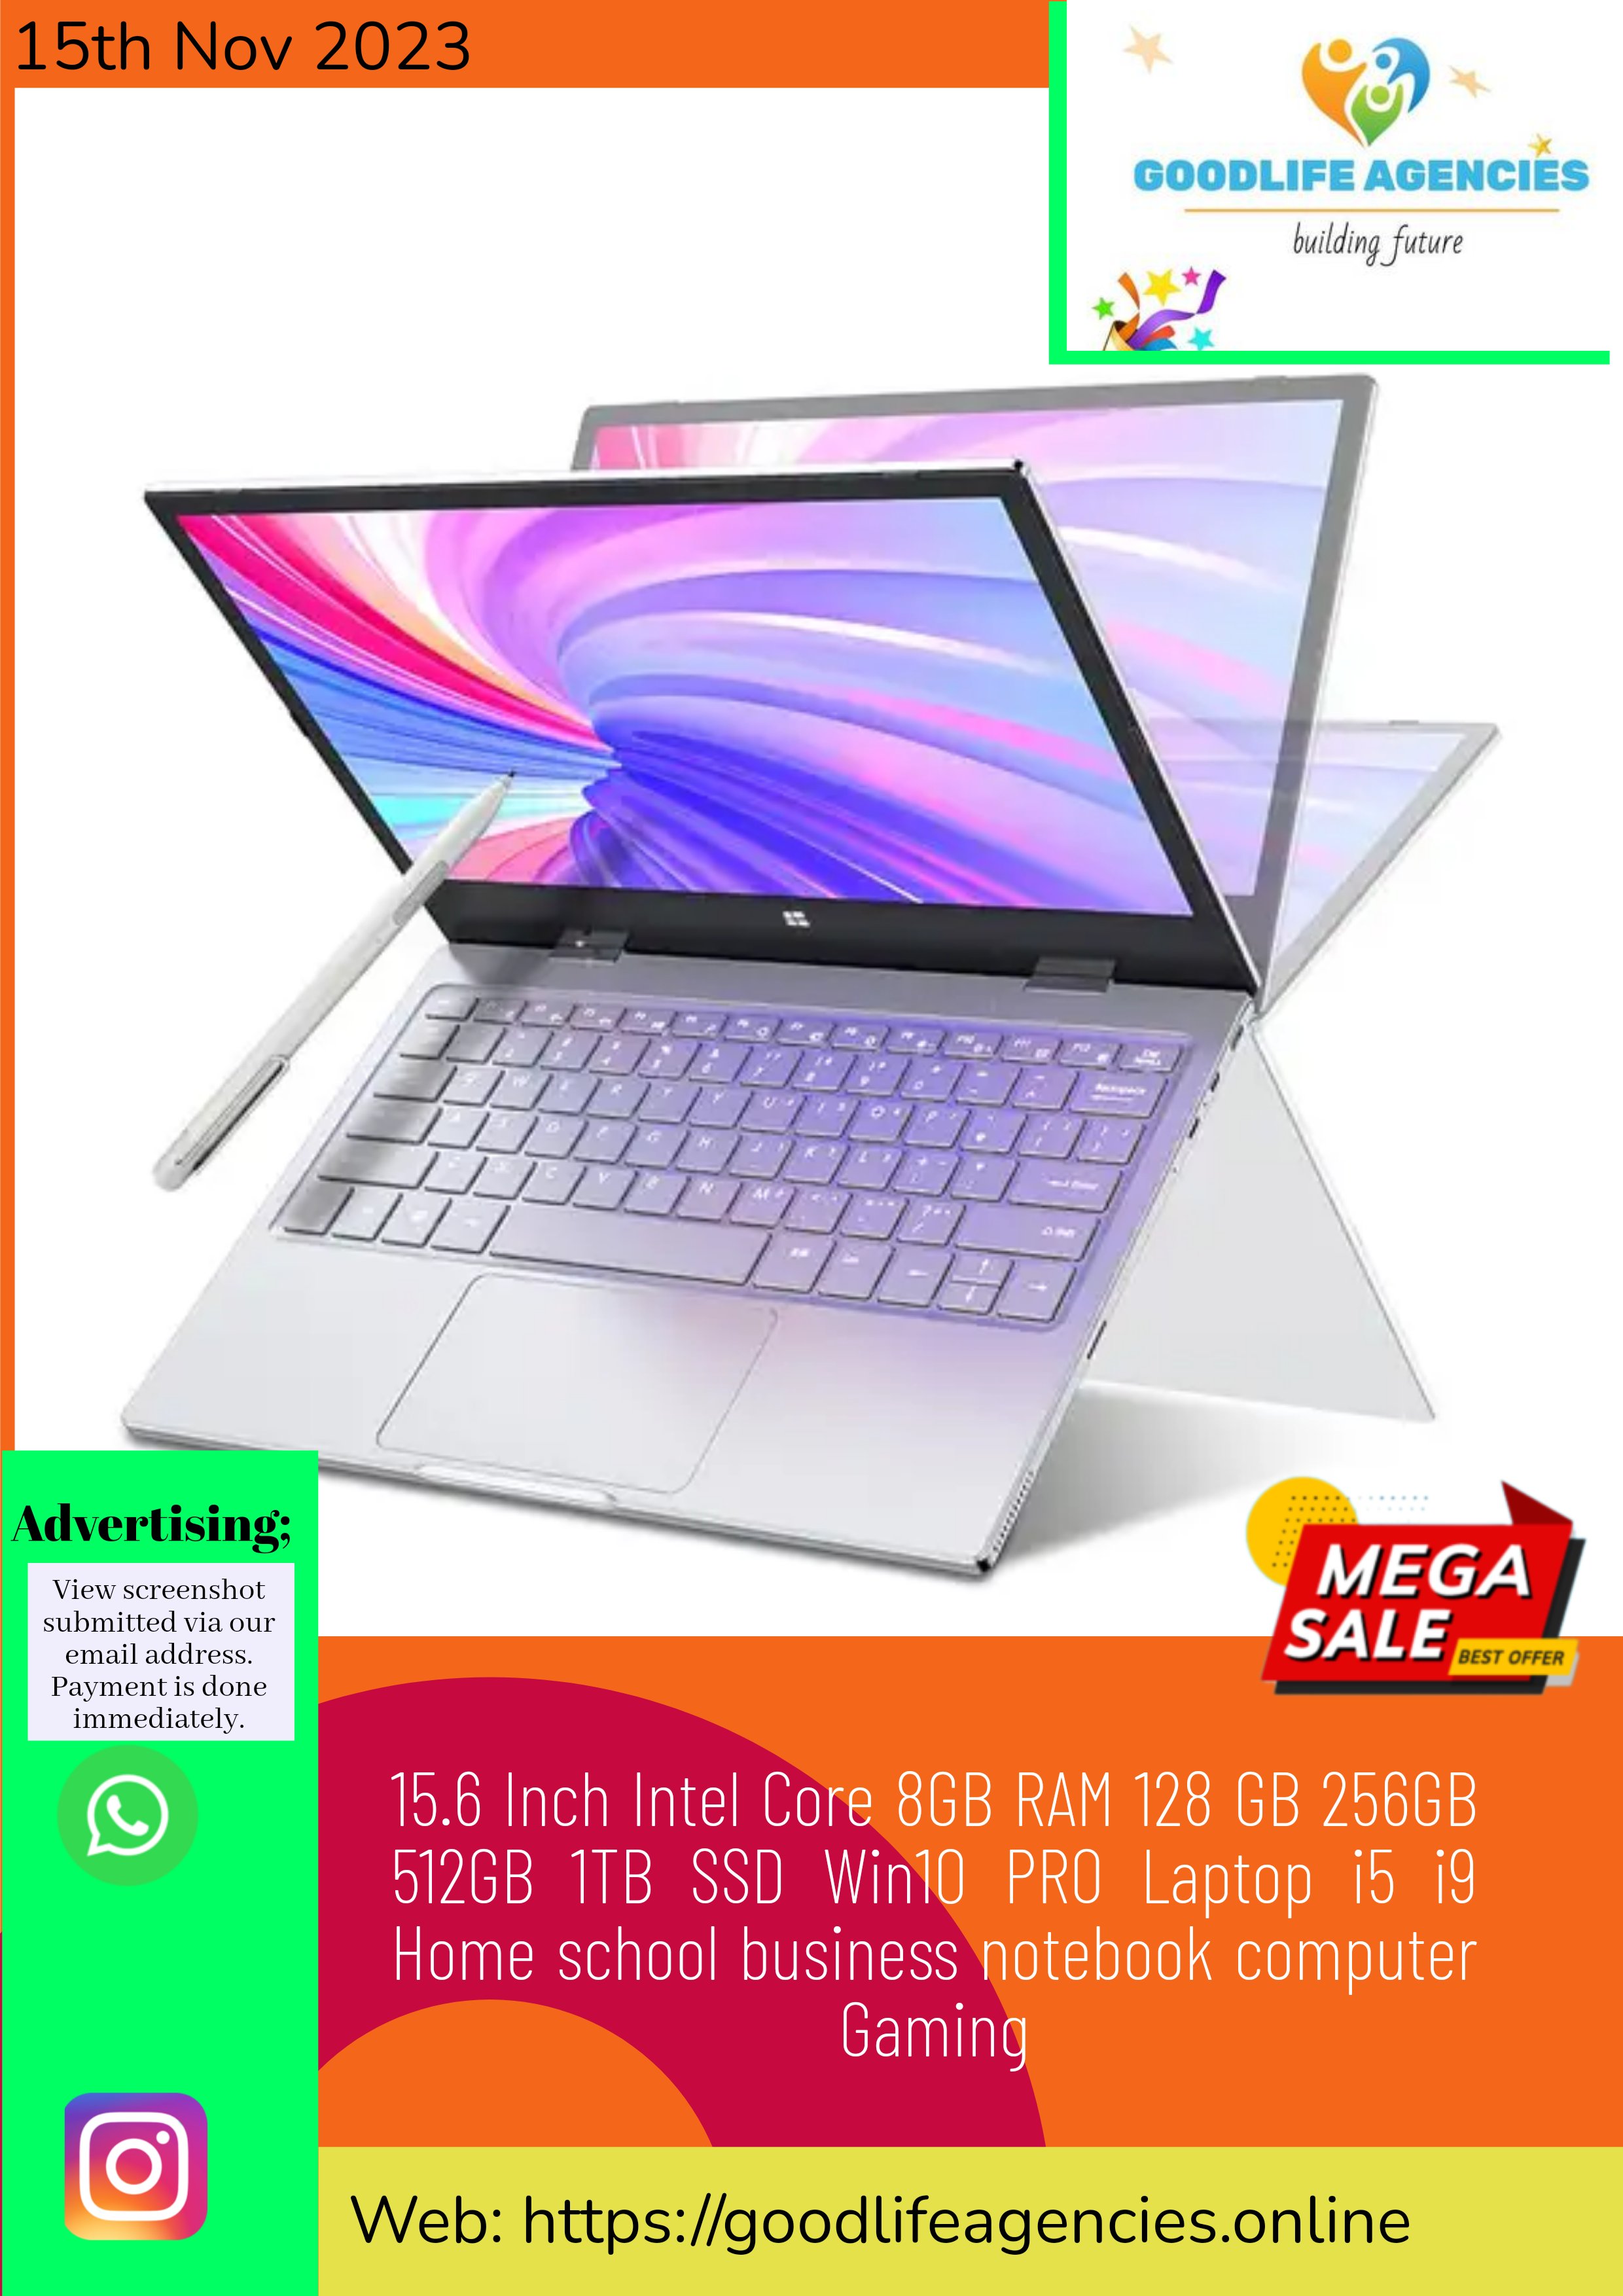 15th Nov 2023
GOODLIFE AGENCIES
building future
Advertising;
View screenshot
submitted via our
email address.
Payment is done
immediately.
MEGA
SALE
BEST OFFER
15.6 Inch Intel Core 8GB RAM 128 GB 256GB
512GB 1TB SSD Win10 PRO Laptop i5 i9
Home school business notebook computer
Gaming
Web: https://goodlifeagencies.online